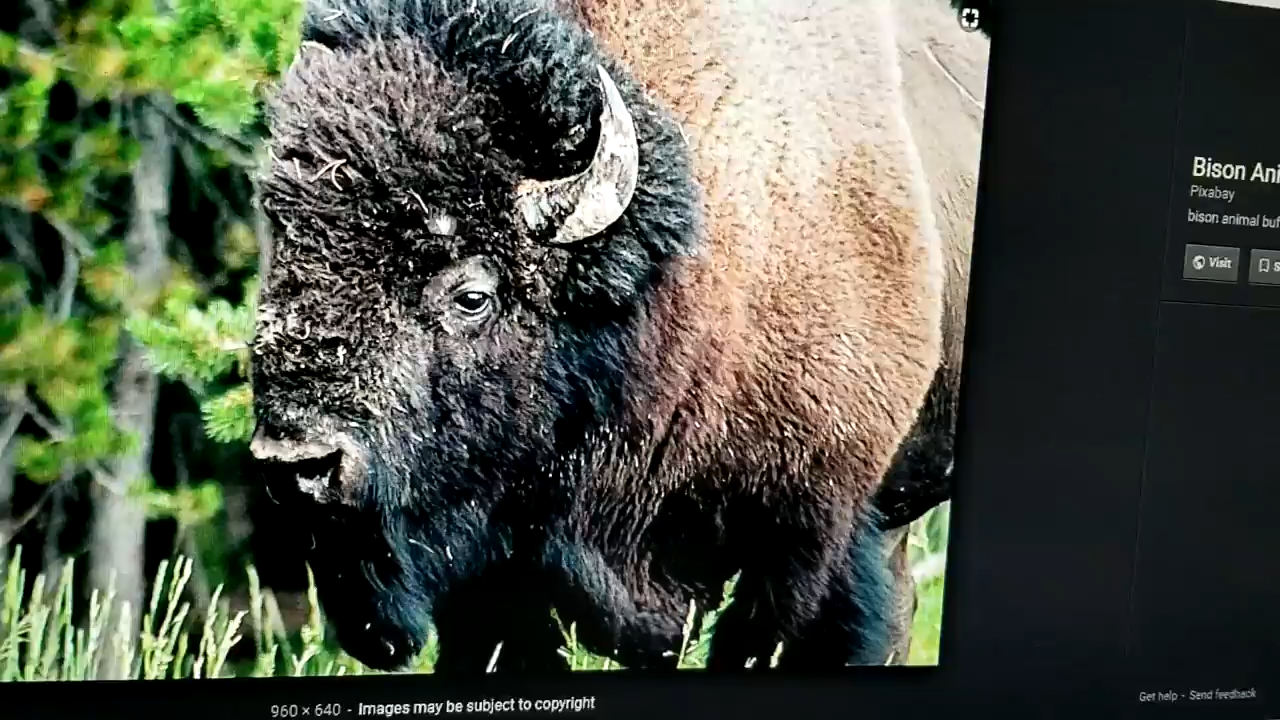 Bison Ani
Pixabay
bison animal buf
Visit
960 × 640 - Images may be subject to copyright
Get help - Send feedback